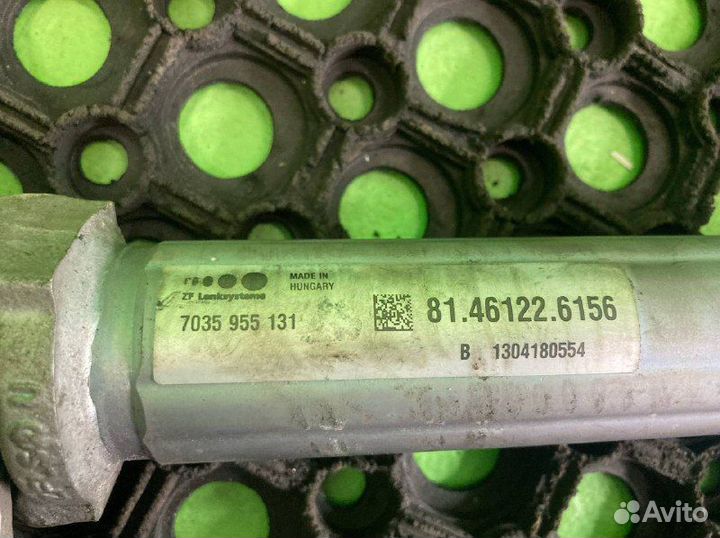 MADE IN
HUNGARY
ZF Lenksysteme
7035 955 131
81.46122.6156
B 1304180554
Avito